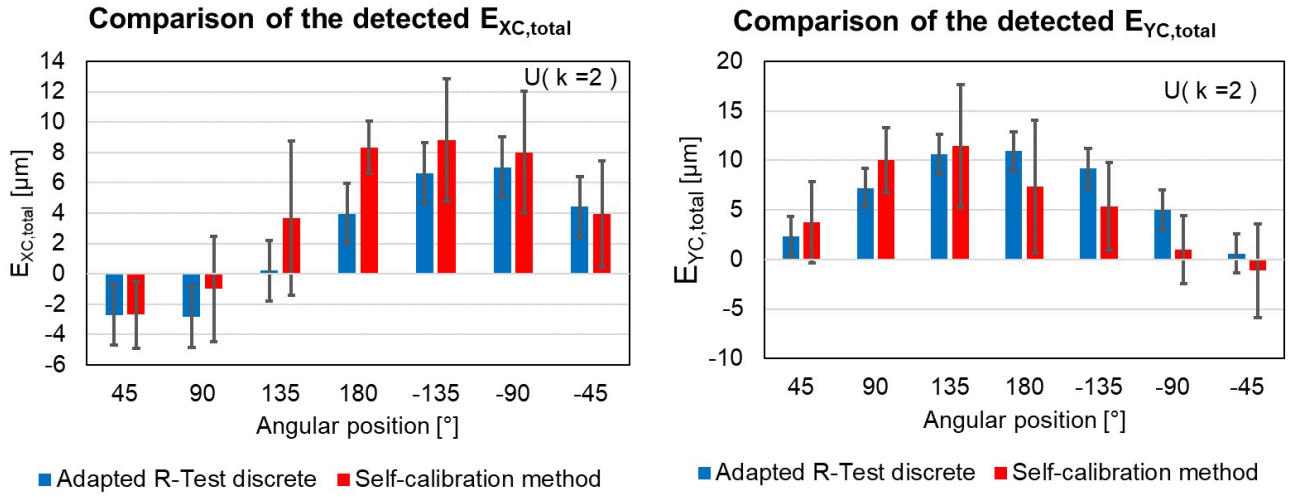 Comparison of the detected E_XC,total
U( k =2 )
E_XC,total [µm]
14
12
10
8
6
4
2
0
-2
-4
-6
45 90 135 180 -135 -90 -45
Angular position [°]
Adapted R-Test discrete Self-calibration method
Comparison of the detected E_YC,total
U( k =2 )
E_YC,total [µm]
20
15
10
5
0
-5
-10
45 90 135 180 -135 -90 -45
Angular position [°]
Adapted R-Test discrete Self-calibration method